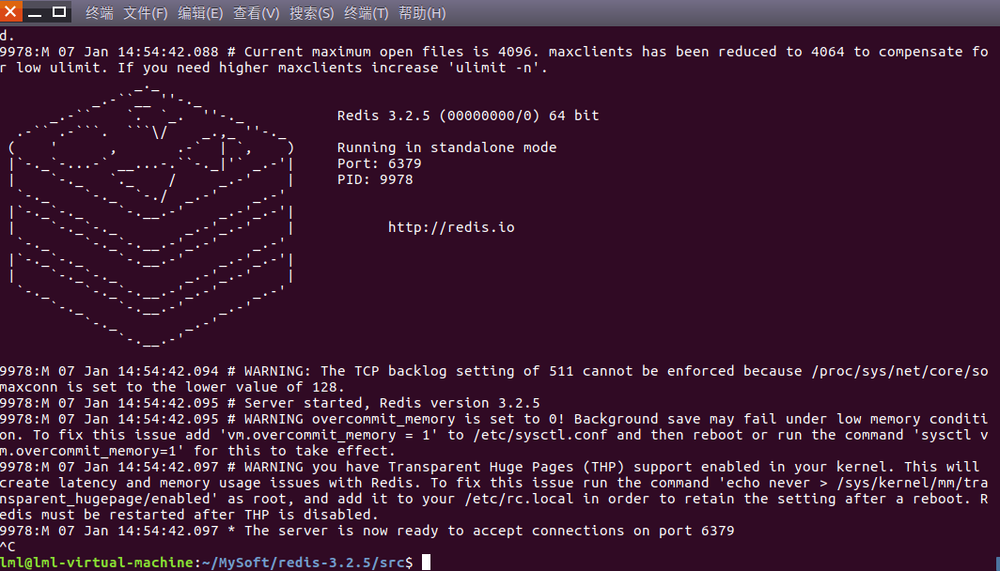 终端 文件(F) 编辑(E) 查看(V) 搜索(S) 终端(T) 帮助(H)
d.
9978:M 07 Jan 14:54:42.088 # Current maximum open files is 4096. maxclients has been reduced to 4064 to compensate fo
r low ulimit. If you need higher maxclients increase 'ulimit -n'.
Redis 3.2.5 (00000000/0) 64 bit
Running in standalone mode
Port: 6379
PID: 9978
http://redis.io
9978:M 07 Jan 14:54:42.094 # WARNING: The TCP backlog setting of 511 cannot be enforced because /proc/sys/net/core/so
maxconn is set to the lower value of 128.
9978:M 07 Jan 14:54:42.095 # Server started, Redis version 3.2.5
9978:M 07 Jan 14:54:42.095 # WARNING overcommit_memory is set to 0! Background save may fail under low memory conditi
on. To fix this issue add 'vm.overcommit_memory = 1' to /etc/sysctl.conf and then reboot or run the command 'sysctl v
m.overcommit_memory=1' for this to take effect.
9978:M 07 Jan 14:54:42.097 # WARNING you have Transparent Huge Pages (THP) support enabled in your kernel. This will
create latency and memory usage issues with Redis. To fix this issue run the command 'echo never > /sys/kernel/mm/tra
nsparent_hugepage/enabled' as root, and add it to your /etc/rc.local in order to retain the setting after a reboot. R
edis must be restarted after THP is disabled.
9978:M 07 Jan 14:54:42.097 * The server is now ready to accept connections on port 6379
^C
lml@lml-virtual-machine:~/MySoft/redis-3.2.5/src$